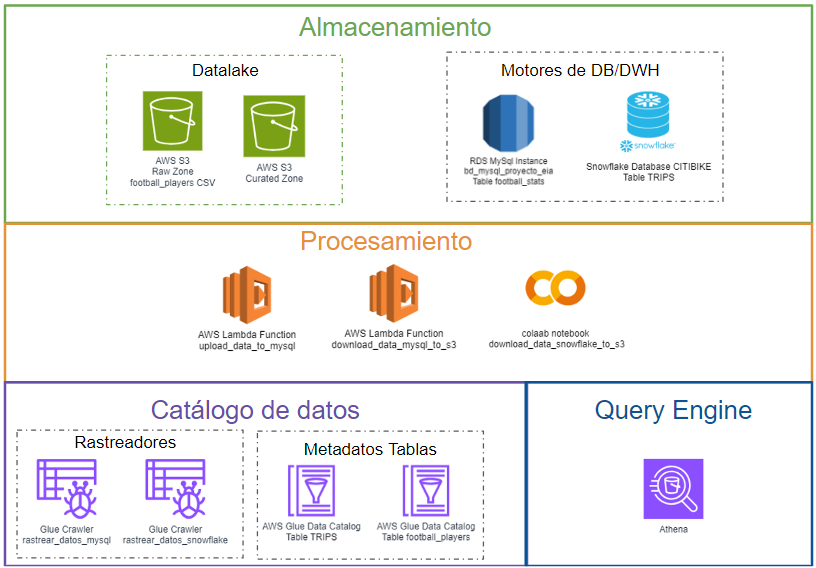 Almacenamiento
Datalake
AWS S3
Raw Zone
football_players CSV
AWS S3
Curated Zone
Motores de DB/DWH
RDS MySql Instance
bd_mysql_proyecto_eia
Table football_stats
snowflake
Snowflake Database CITIBIKE
Table TRIPS
Procesamiento
AWS Lambda Function
upload_data_to_mysql
AWS Lambda Function
download_data_mysql_to_s3
colaab notebook
download_data_snowflake_to_s3
Catálogo de datos
Rastreadores
Glue Crawler
rastrear_datos_mysql
Glue Crawler
rastrear_datos_snowflake
Metadatos Tablas
AWS Glue Data Catalog
Table TRIPS
AWS Glue Data Catalog
Table football_players
Query Engine
Athena